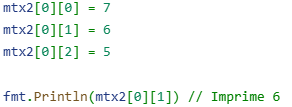 mtx2[0][0] = 7
mtx2[0][1] = 6
mtx2[0][2] = 5
fmt.Println(mtx2[0][1]) // Imprime 6